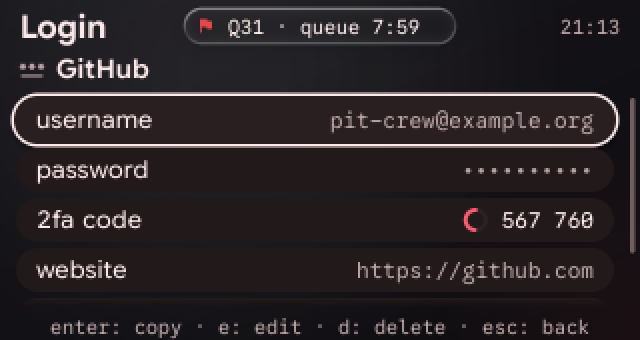 Login
Q31 · queue 7:59
21:13
GitHub
username pit-crew@example.org
password ••••••••••
2fa code 567 760
website https://github.com
enter: copy · e: edit · d: delete · esc: back